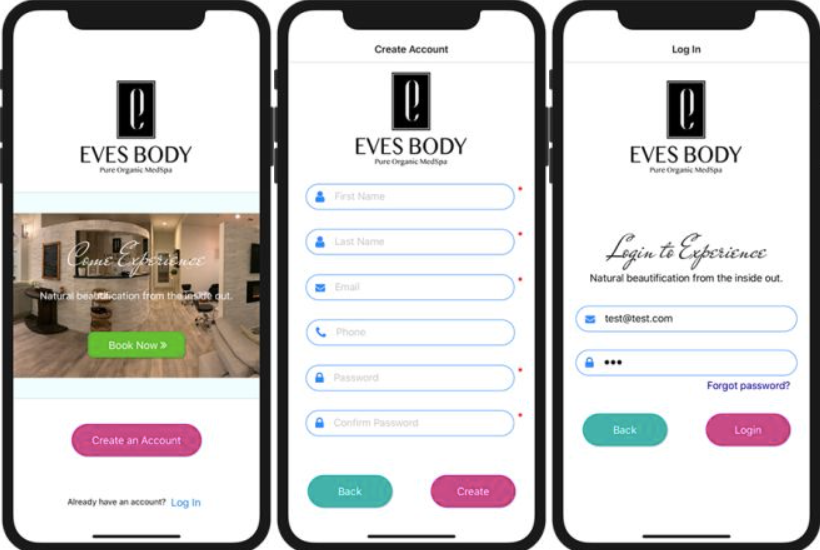 EVES BODY
Pure Organic MedSpa
Come Experience
Natural beautification from the inside out.
Book Now »
Create an Account
Already have an account? Log In
Create Account
EVES BODY
Pure Organic MedSpa
First Name *
Last Name *
Email *
Phone
Password *
Confirm Password *
Back
Create
Log In
EVES BODY
Pure Organic MedSpa
Login to Experience
Natural beautification from the inside out.
test@test.com
•••
Forgot password?
Back
Login